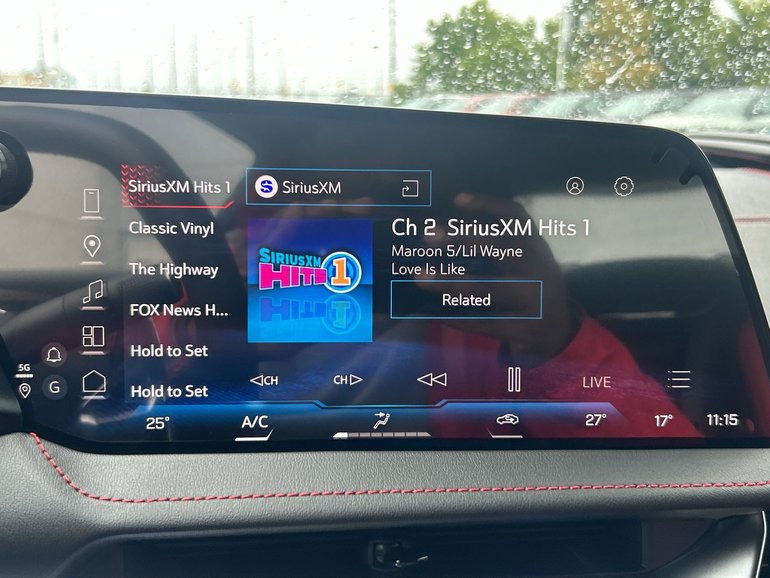 SiriusXM Hits 1
Classic Vinyl
The Highway
FOX News H...
Hold to Set
Hold to Set
S SiriusXM
SIRIUSXM
HITS 1
Ch 2 SiriusXM Hits 1
Maroon 5/Lil Wayne
Love Is Like
Related
CH
CH
LIVE
5G
G
25°
A/C
27°
17°
11:15